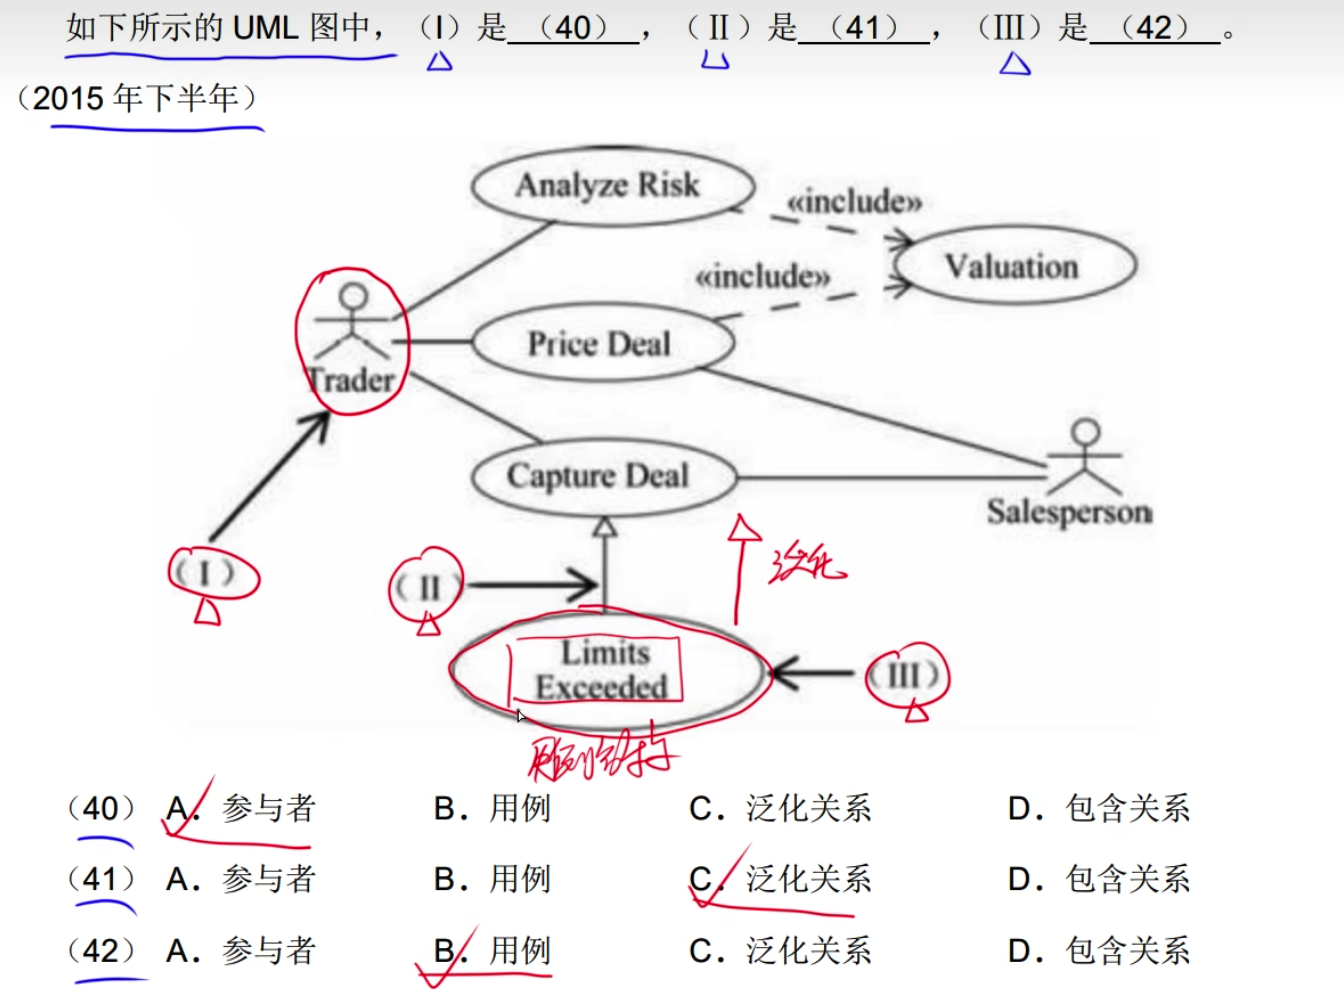 如下所示的 UML 图中，（I）是（40），（II）是（41），（III）是（42）。
（2015 年下半年）
Analyze Risk
«include»
Valuation
«include»
Price Deal
Trader
Capture Deal
Salesperson
（I）
（II）
泛化
Limits
Exceeded
（III）
（40） A．参与者 B．用例 C．泛化关系 D．包含关系
（41） A．参与者 B．用例 C．泛化关系 D．包含关系
（42） A．参与者 B．用例 C．泛化关系 D．包含关系